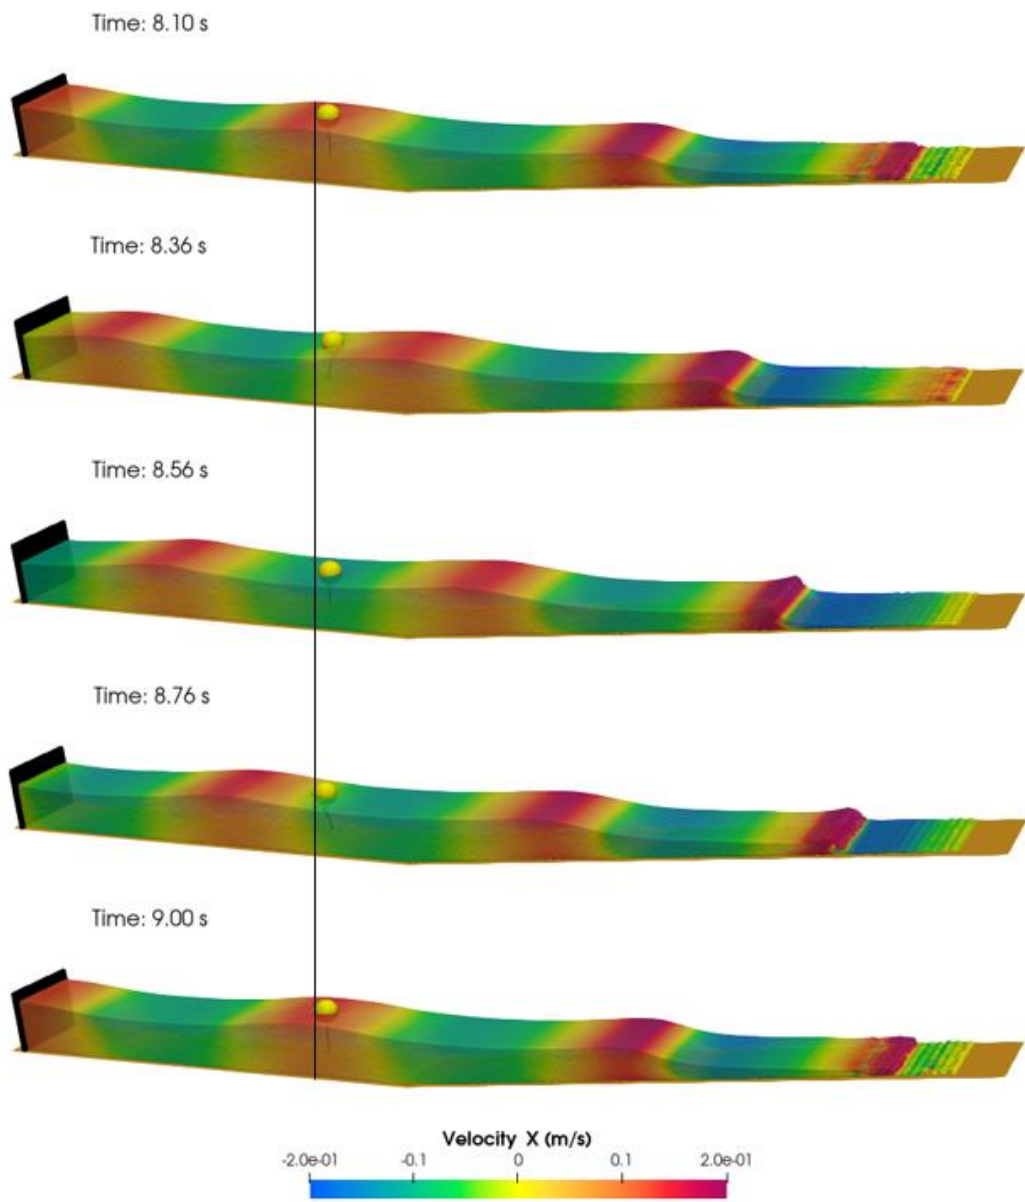 Time: 8.10 s
Time: 8.36 s
Time: 8.56 s
Time: 8.76 s
Time: 9.00 s
Velocity X (m/s)
-2.0e-01 -0.1 0 0.1 2.0e-01